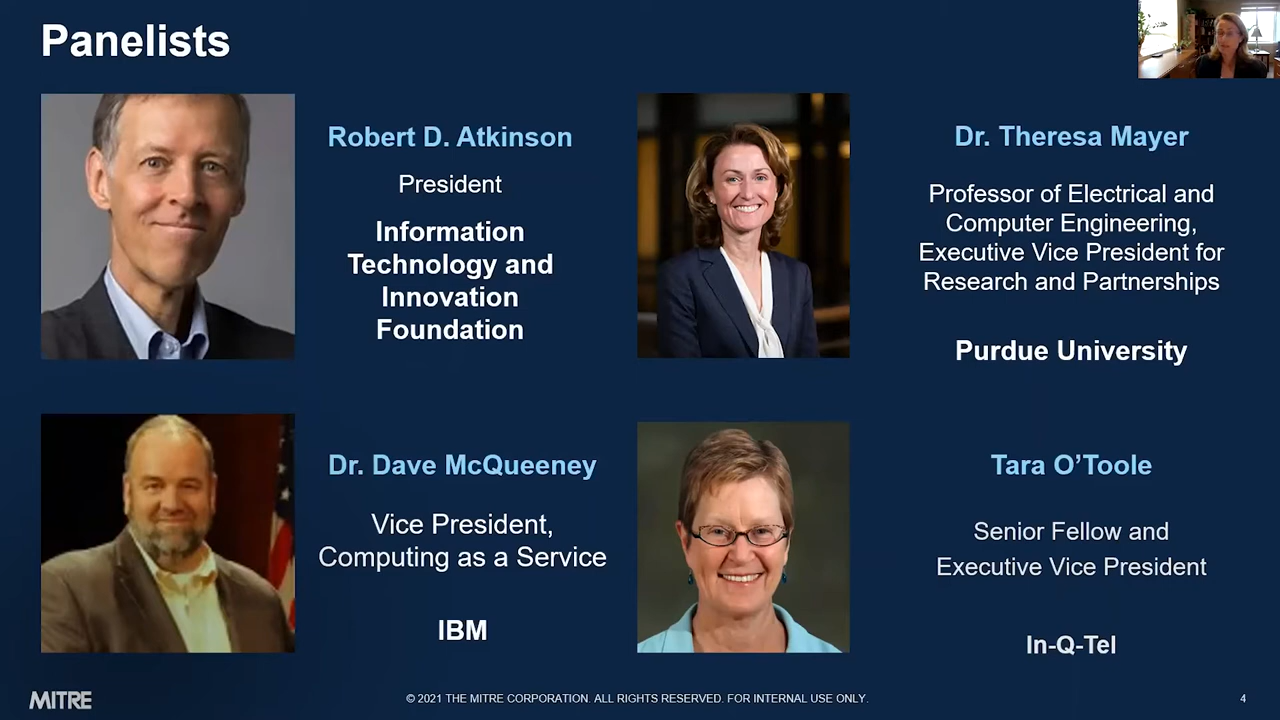 Panelists
Robert D. Atkinson
President
Information
Technology and
Innovation
Foundation
Dr. Theresa Mayer
Professor of Electrical and
Computer Engineering,
Executive Vice President for
Research and Partnerships
Purdue University
Dr. Dave McQueeney
Vice President,
Computing as a Service
IBM
Tara O’Toole
Senior Fellow and
Executive Vice President
In-Q-Tel
MITRE
© 2021 THE MITRE CORPORATION. ALL RIGHTS RESERVED. FOR INTERNAL USE ONLY.
4